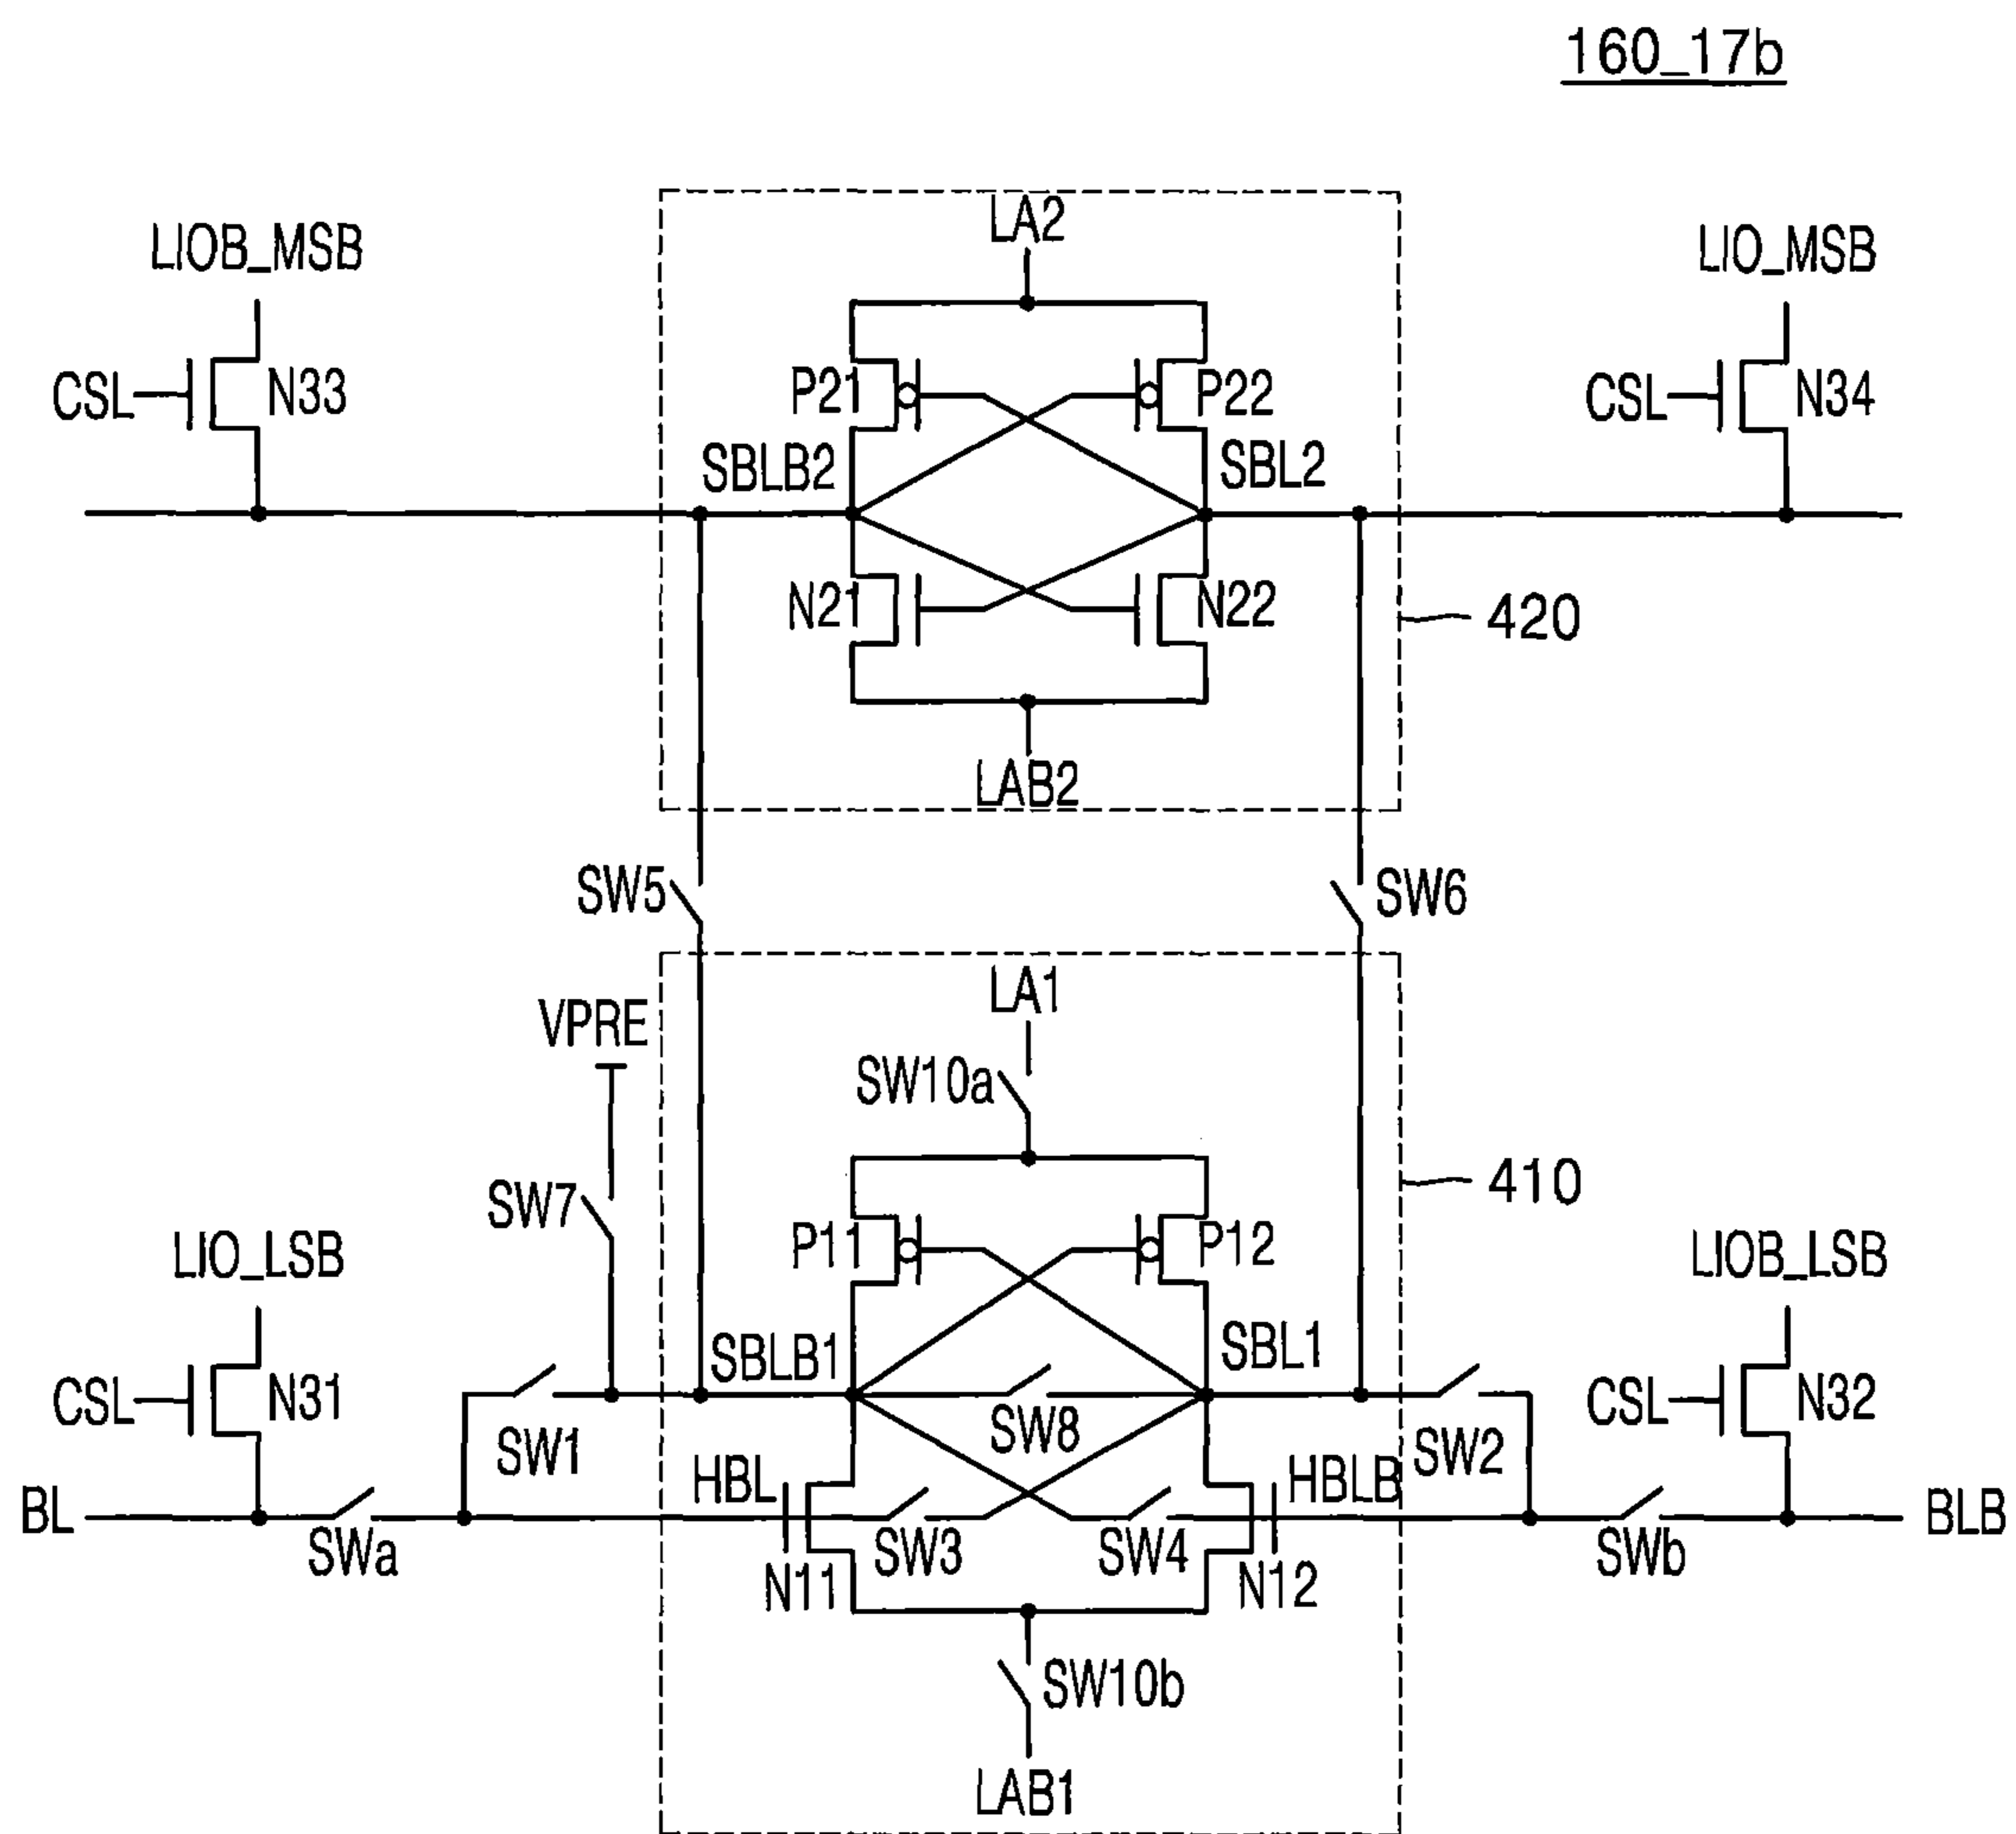 160_17b
LA2
LIOB_MSB
LIO_MSB
CSL
N33
P21
P22
CSL
N34
SBLB2
SBL2
N21
N22
420
LAB2
SW5
SW6
LA1
VPRE
SW10a
SW7
410
LIO_LSB
P11
P12
LIOB_LSB
SBLB1
SBL1
CSL
N31
SW1
SW8
SW2
CSL
N32
HBL
HBLB
BL
SWa
SW3
SW4
SWb
BLB
N11
N12
SW10b
LAB1